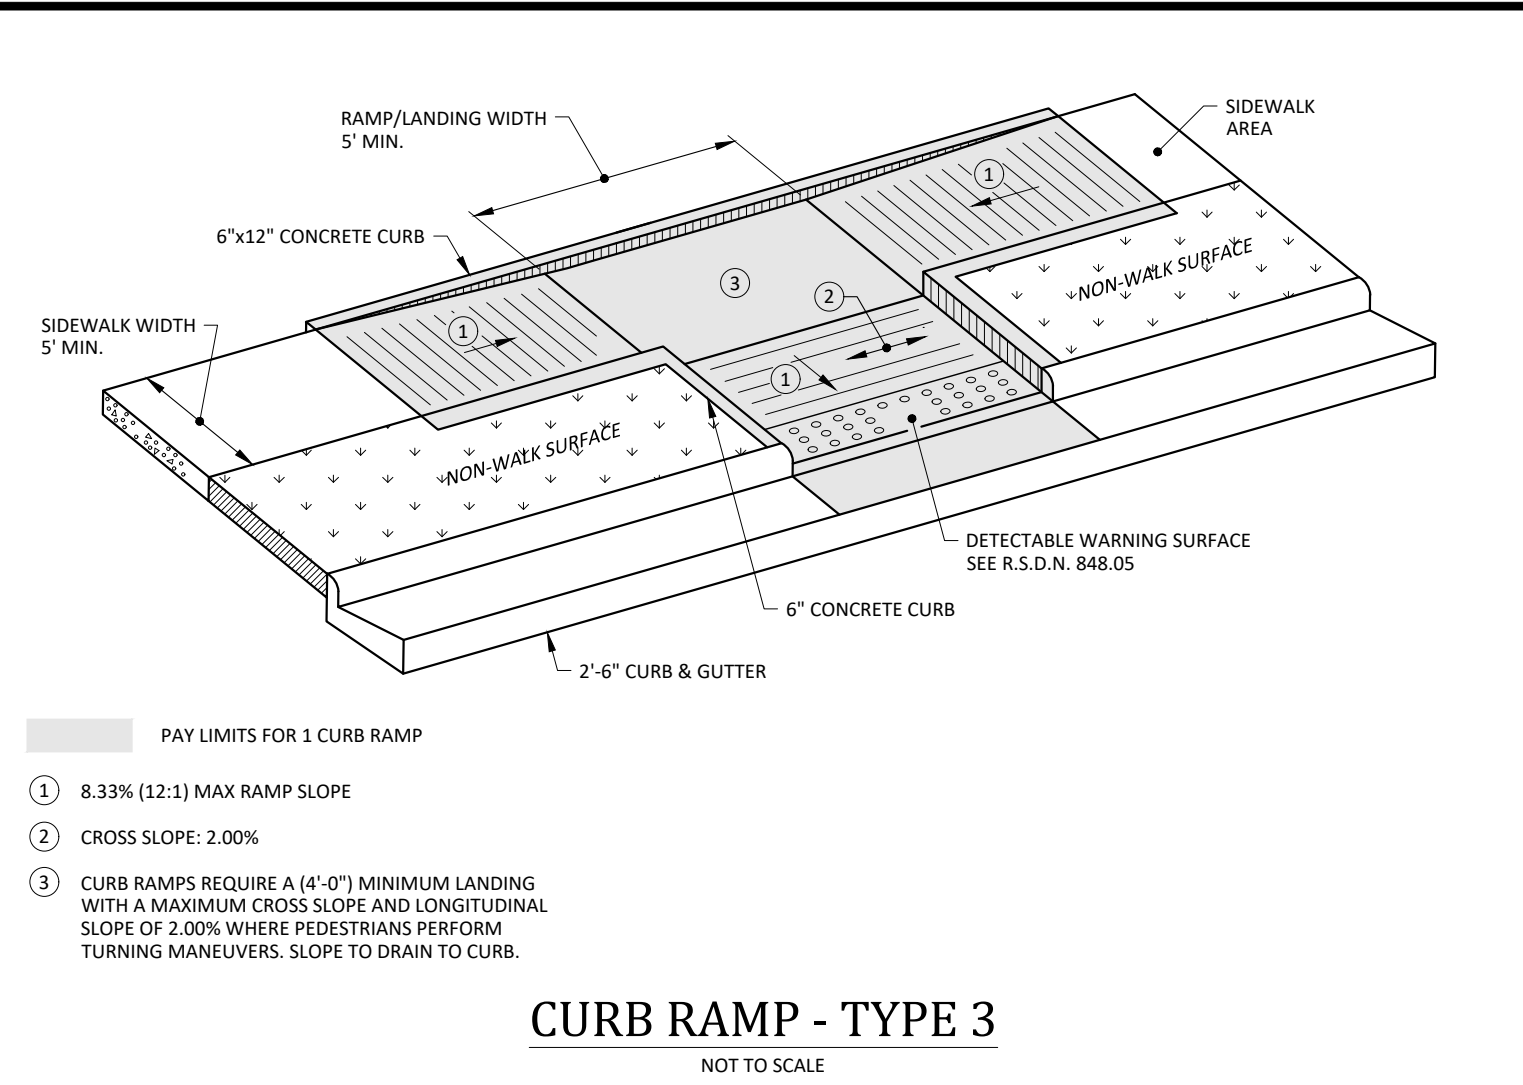 RAMP/LANDING WIDTH
5' MIN.
SIDEWALK
AREA
1
6"x12" CONCRETE CURB
NON-WALK SURFACE
3
2
SIDEWALK WIDTH
5' MIN.
1
1
NON-WALK SURFACE
DETECTABLE WARNING SURFACE
SEE R.S.D.N. 848.05
6" CONCRETE CURB
2'-6" CURB & GUTTER
PAY LIMITS FOR 1 CURB RAMP
1 8.33% (12:1) MAX RAMP SLOPE
2 CROSS SLOPE: 2.00%
3 CURB RAMPS REQUIRE A (4'-0") MINIMUM LANDING
WITH A MAXIMUM CROSS SLOPE AND LONGITUDINAL
SLOPE OF 2.00% WHERE PEDESTRIANS PERFORM
TURNING MANEUVERS. SLOPE TO DRAIN TO CURB.
CURB RAMP - TYPE 3
NOT TO SCALE